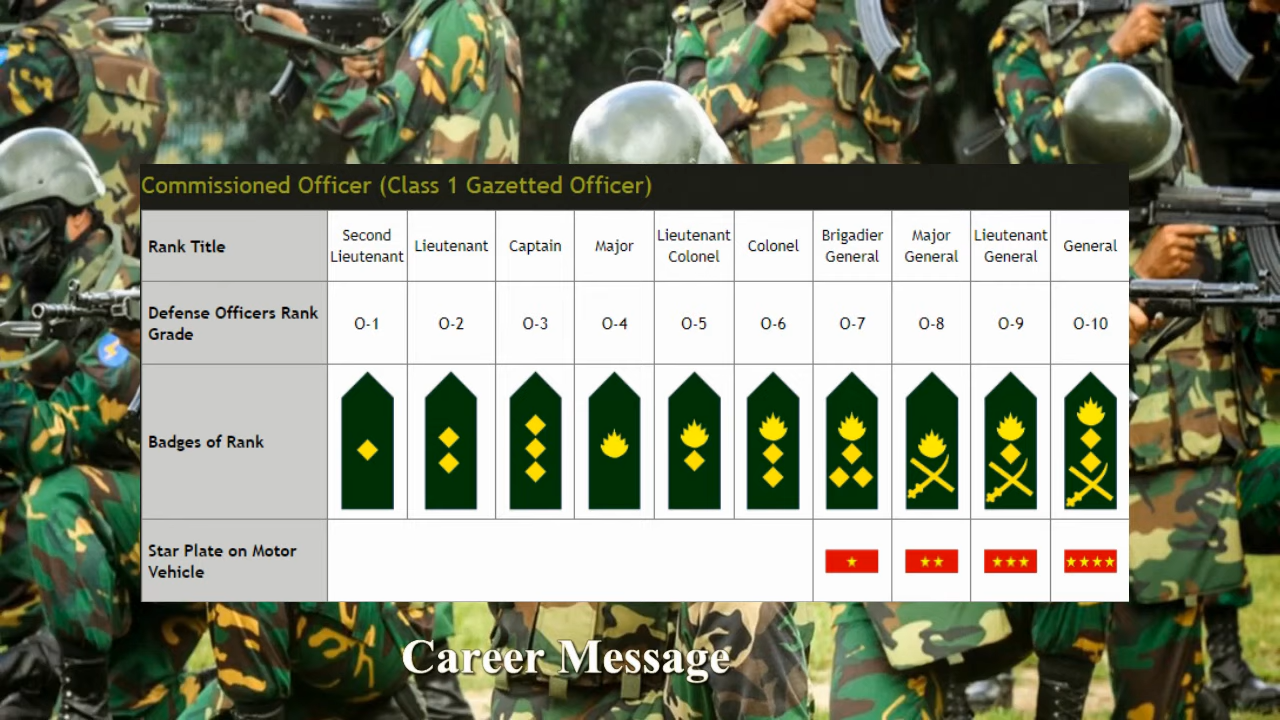 Commissioned Officer (Class 1 Gazetted Officer)
Rank Title
Second Lieutenant
Lieutenant
Captain
Major
Lieutenant Colonel
Colonel
Brigadier General
Major General
Lieutenant General
General
Defense Officers Rank Grade
O-1
O-2
O-3
O-4
O-5
O-6
O-7
O-8
O-9
O-10
Badges of Rank
Star Plate on Motor Vehicle
Career Message